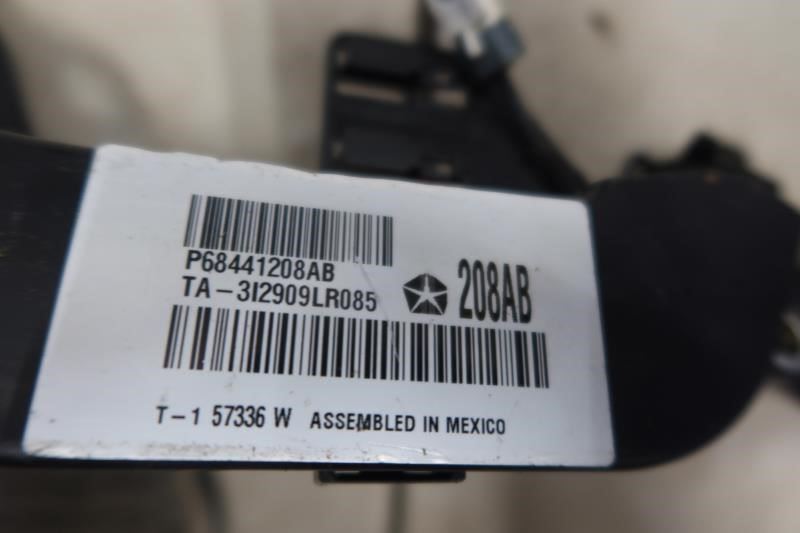 P68441208AB
TA-3I2909LR085
208AB
T-1 57336 W ASSEMBLED IN MEXICO